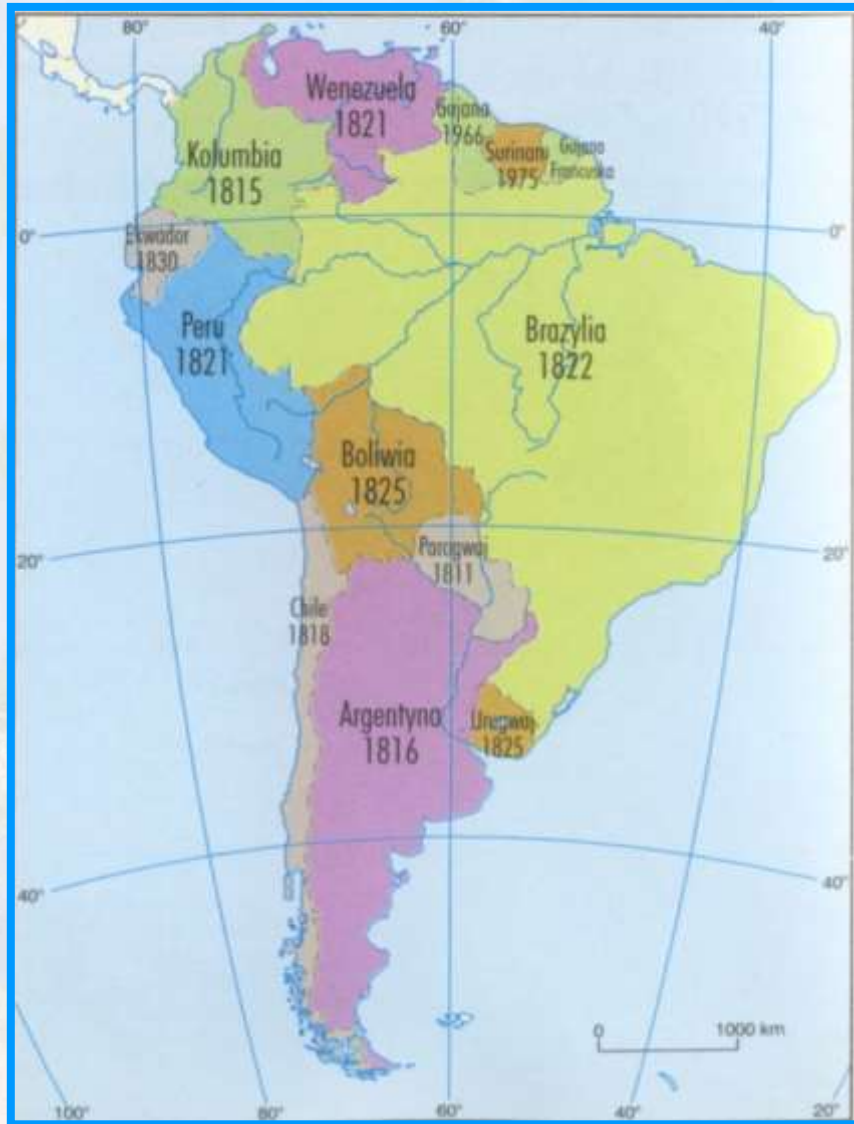 80°
60°
40°
Wenezuela
1821
Gujana
1966
Surinam
1975
Gujana
Francuska
Kolumbia
1815
0°
0°
Ekwador
1830
Peru
1821
Brazylia
1822
Boliwia
1825
20°
20°
Paragwaj
1811
Chile
1818
Argentyna
1816
Urugwaj
1825
40°
40°
0
1000 km
100°
80°
60°
40°
20°